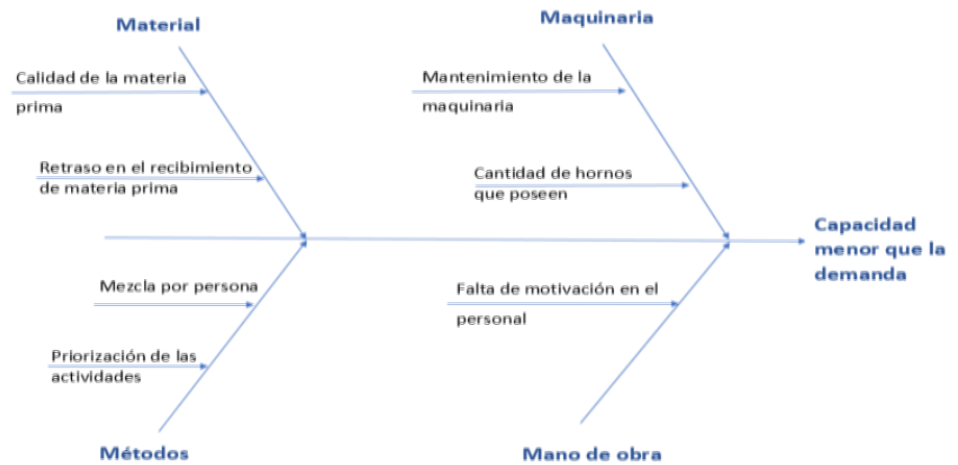 Material
Maquinaria
Calidad de la materia
prima
Mantenimiento de la
maquinaria
Retraso en el recibimiento
de materia prima
Cantidad de hornos
que poseen
Capacidad
menor que la
demanda
Mezcla por persona
Falta de motivación en el
personal
Priorización de las
actividades
Métodos
Mano de obra